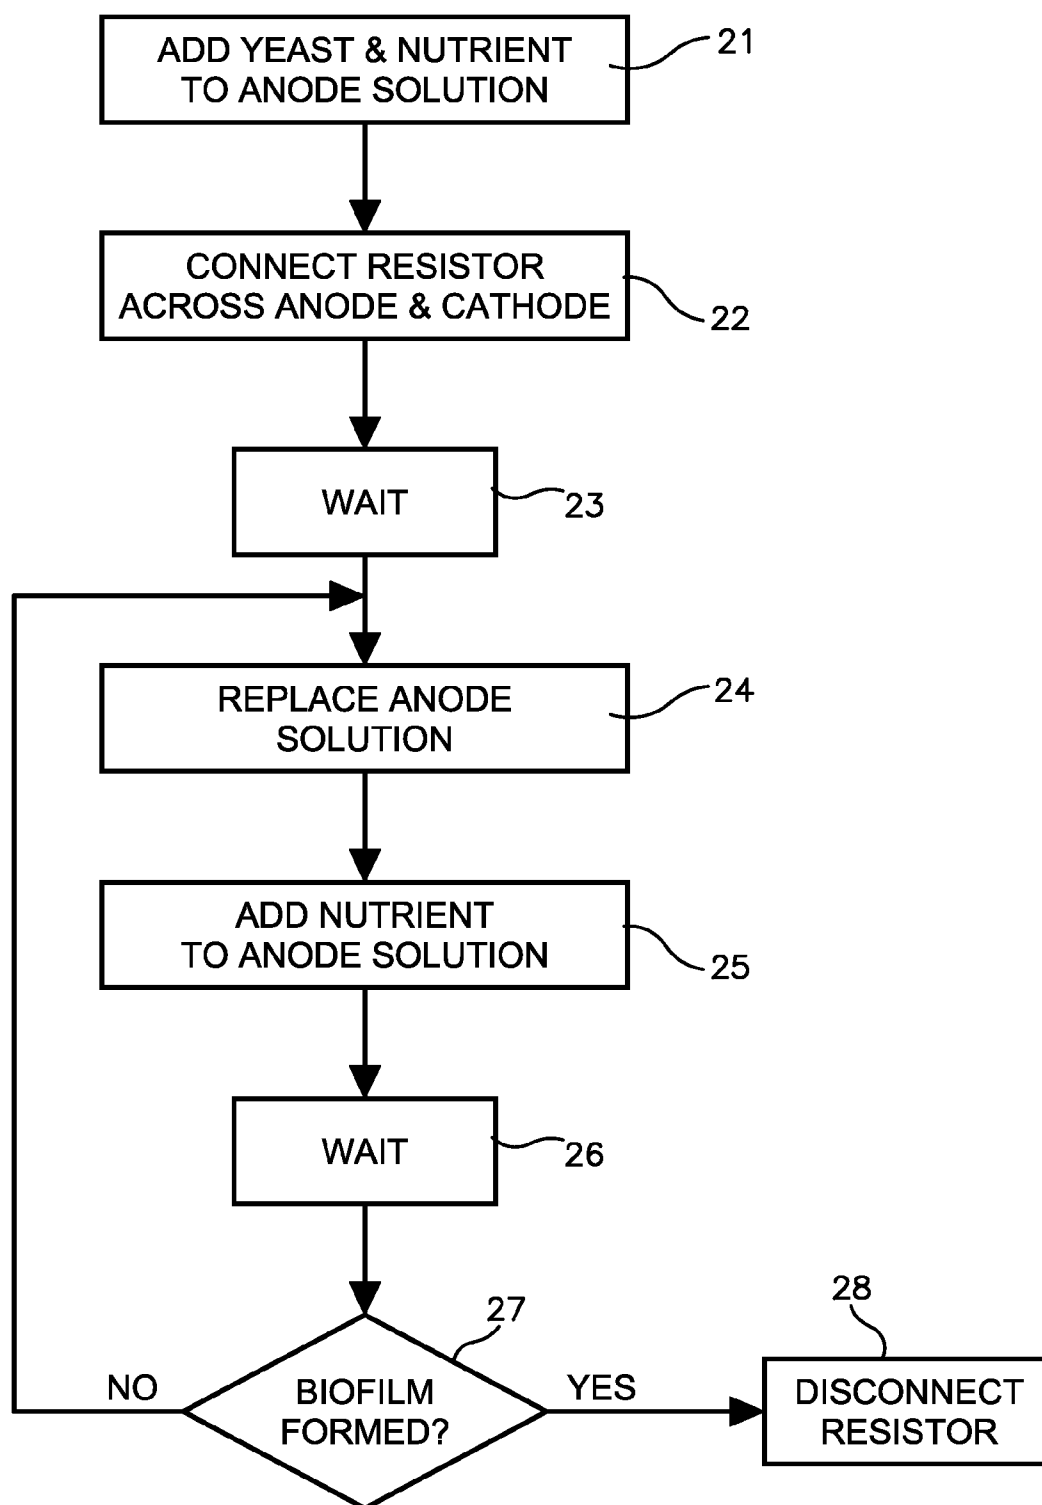 ADD YEAST & NUTRIENT
TO ANODE SOLUTION
21
CONNECT RESISTOR
ACROSS ANODE & CATHODE
22
WAIT
23
REPLACE ANODE
SOLUTION
24
ADD NUTRIENT
TO ANODE SOLUTION
25
WAIT
26
27
BIOFILM
FORMED?
NO
YES
28
DISCONNECT
RESISTOR